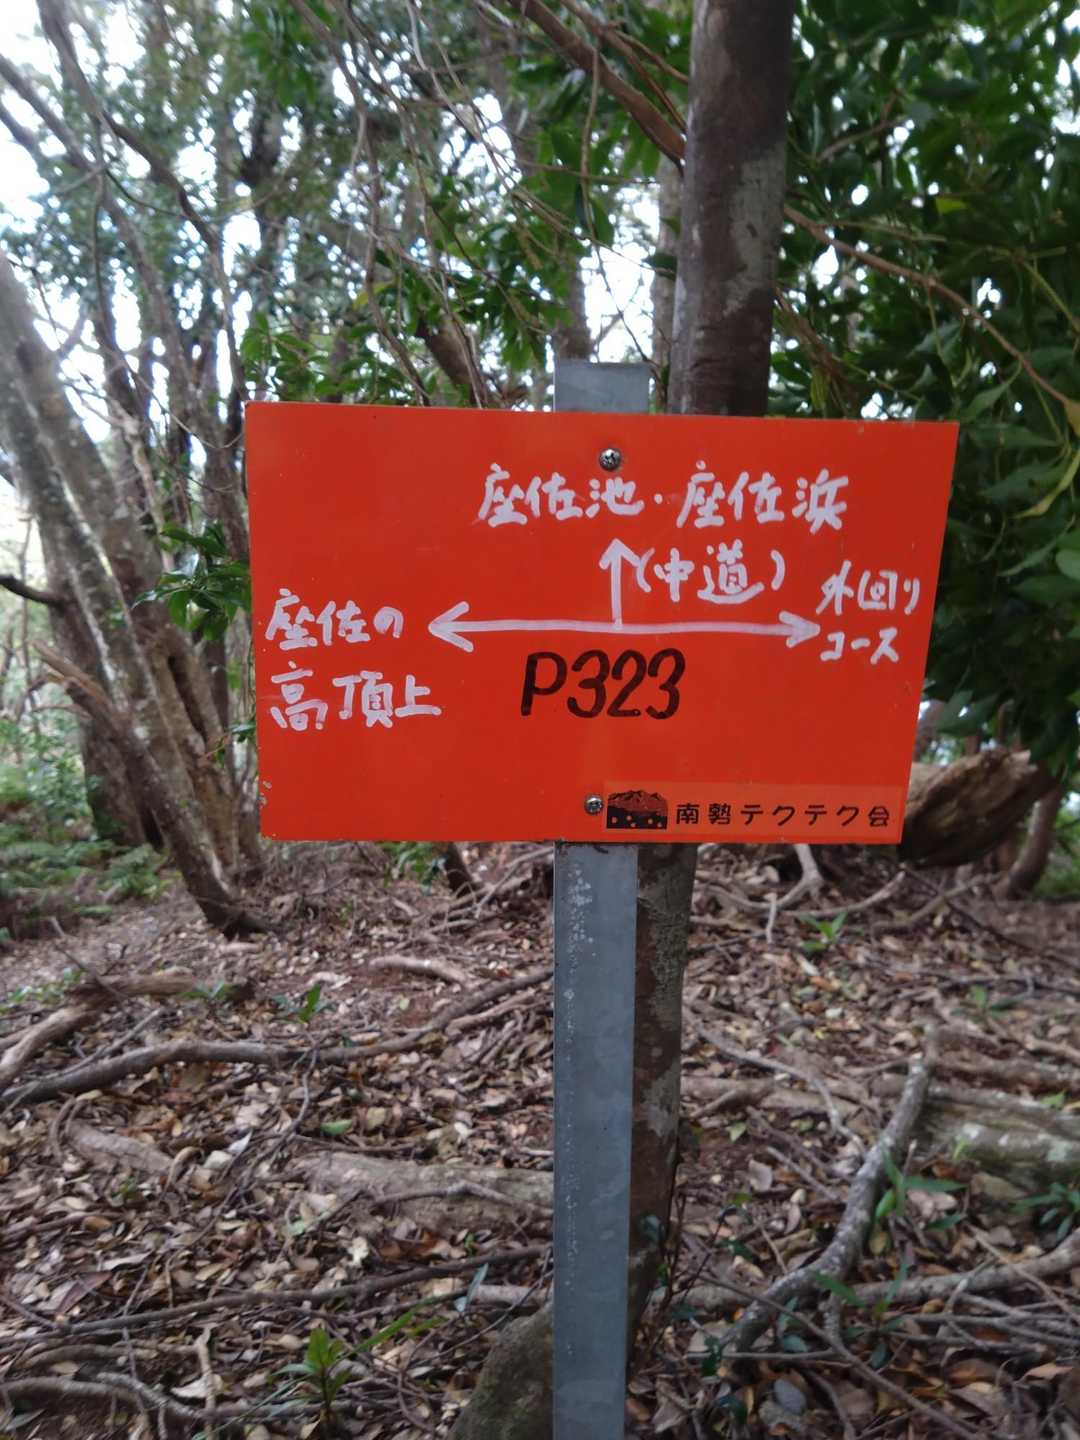 座佐池・座佐浜
(中道)
外回り
コース
座佐の
高頂上
P323
南勢テクテク会